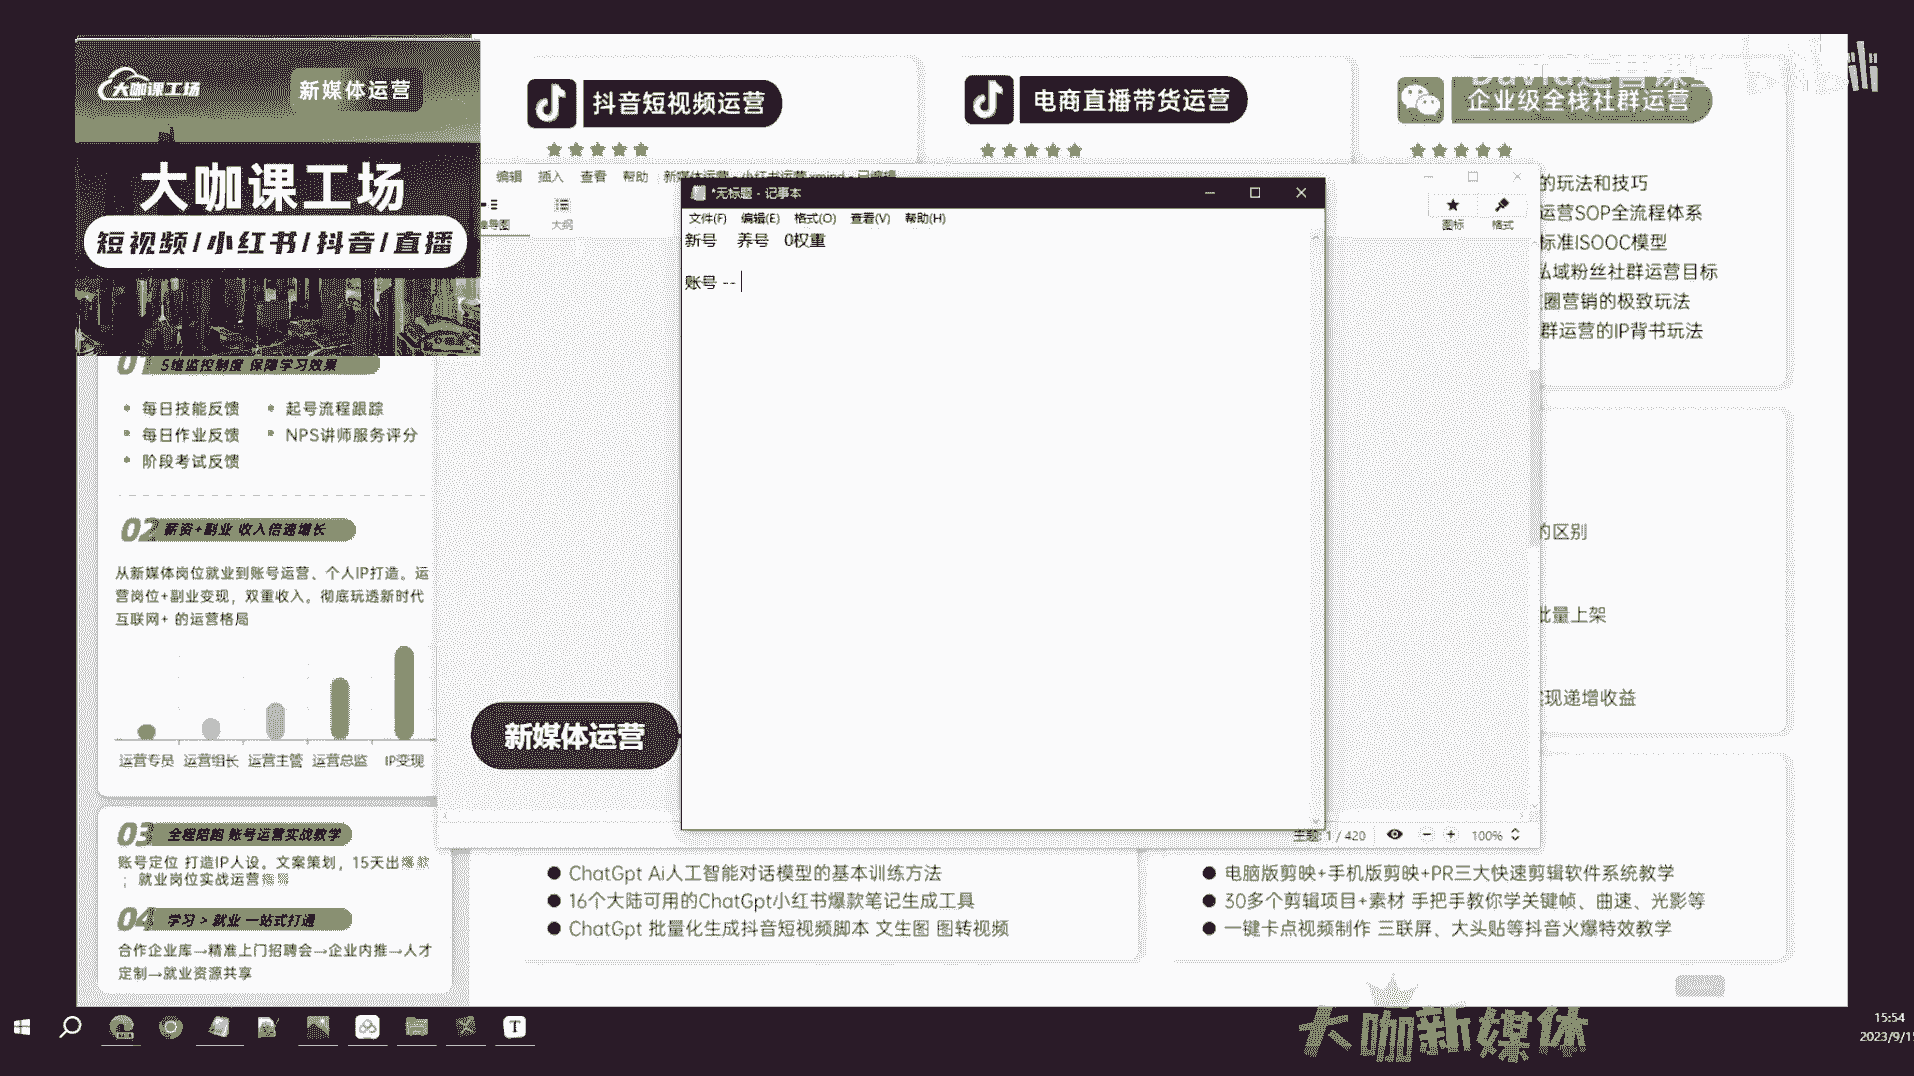 大咖课工场
新媒体运营
大咖课工场
短视频/小红书/抖音/直播
抖音短视频运营
电商直播带货运营
David运营课堂
企业级全栈社群运营
的玩法和技巧
运营SOP全流程体系
标准ISOOC模型
私域粉丝社群运营目标
圈营销的极致玩法
群运营的IP背书玩法
编辑 插入 查看 帮助 新媒体运营 - 小红书运营.xmind - 已编辑
导图
大纲
图标
格式
*无标题 - 记事本
文件(F) 编辑(E) 格式(O) 查看(V) 帮助(H)
新号 养号 0权重
账号 --
01 5维监控制度 保障学习效果
每日技能反馈
起号流程跟踪
每日作业反馈
NPS讲师服务评分
阶段考试反馈
02 薪资+副业 收入倍速增长
从新媒体岗位就业到账号运营、个人IP打造。运
营岗位+副业变现，双重收入。彻底玩透新时代
互联网+ 的运营格局
运营专员 运营组长 运营主管 运营总监 IP变现
03 全程陪跑 账号运营实战教学
账号定位 打造IP人设。文案策划，15天出爆款
；就业岗位实战运营
04 学习 > 就业 一站式打通
合作企业库→精准上门招聘会→企业内推→人才
定制→就业资源共享
新媒体运营
的区别
批量上架
现递增收益
主题: 1 / 420
100%
ChatGpt Ai人工智能对话模型的基本训练方法
16个大陆可用的ChatGpt小红书爆款笔记生成工具
ChatGpt 批量化生成抖音短视频脚本 文生图 图转视频
电脑版剪映+手机版剪映+PR三大快速剪辑软件系统教学
30多个剪辑项目+素材 手把手教你学关键帧、曲速、光影等
一键卡点视频制作 三联屏、大头贴等抖音火爆特效教学
大咖新媒体
T
15:54
2023/9/1